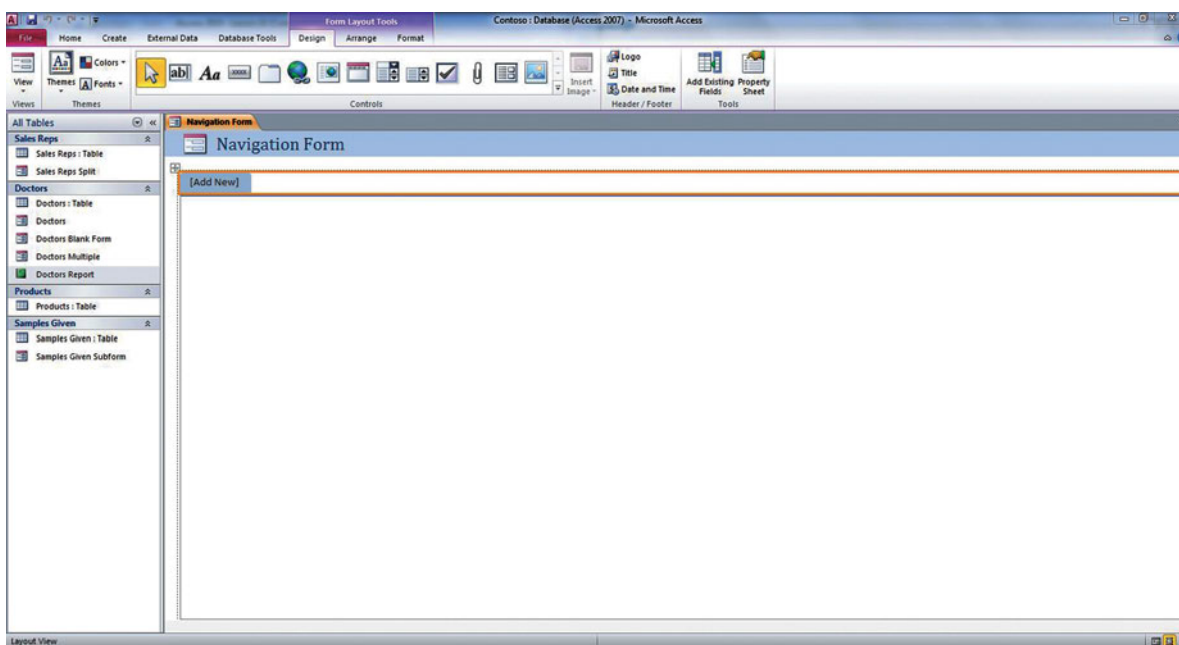 Form Layout Tools
Contoso : Database (Access 2007) - Microsoft Access
File Home Create External Data Database Tools Design Arrange Format
View
Themes
Colors
Fonts
Aa
ab
Aa
xxxx
Insert
Image
Logo
Title
Date and Time
Add Existing
Fields
Property
Sheet
Views Themes Controls Header / Footer Tools
All Tables
Navigation Form
Sales Reps
Sales Reps : Table
Sales Reps Split
Doctors
Doctors : Table
Doctors
Doctors Blank Form
Doctors Multiple
Doctors Report
Products
Products : Table
Samples Given
Samples Given : Table
Samples Given Subform
Navigation Form
[Add New]
Layout View